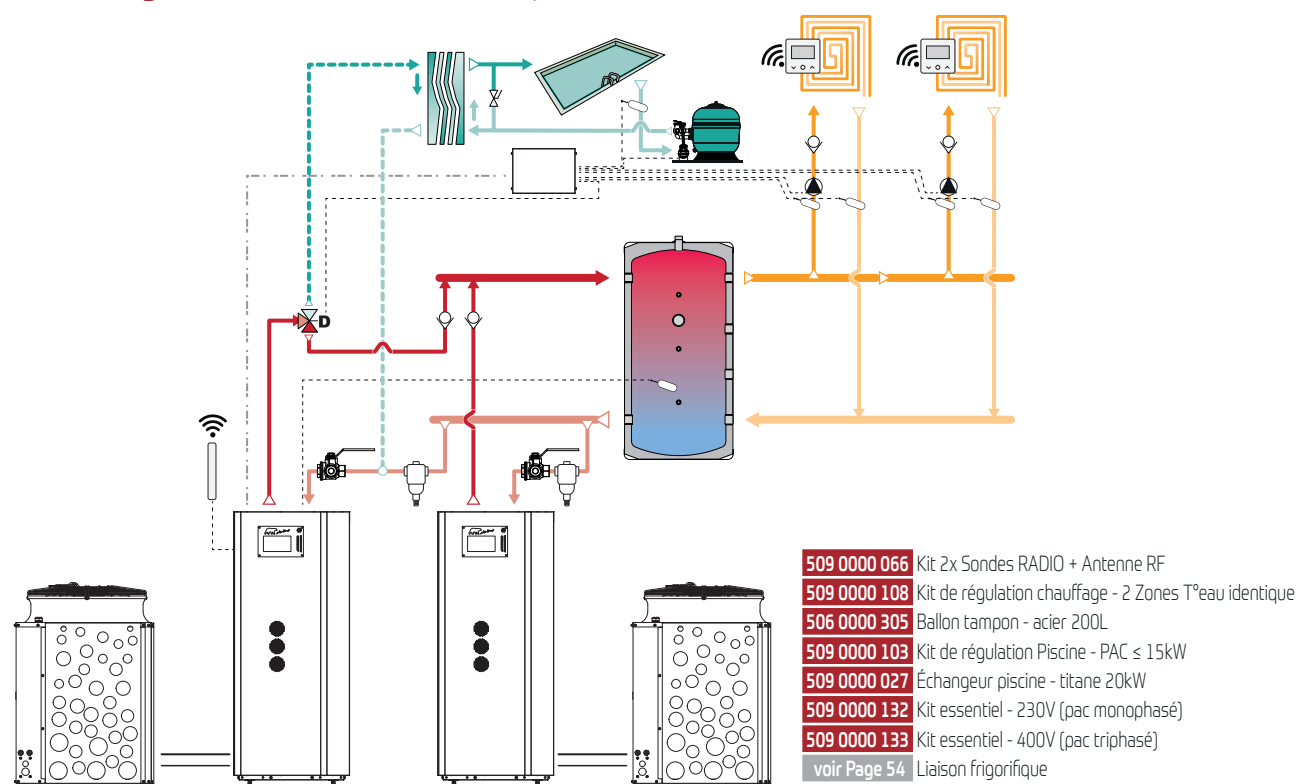 D
509 0000 066 Kit 2x Sondes RADIO + Antenne RF
509 0000 108 Kit de régulation chauffage - 2 Zones T°eau identique
506 0000 305 Ballon tampon - acier 200L
509 0000 103 Kit de régulation Piscine - PAC ≤ 15kW
509 0000 027 Échangeur piscine - titane 20kW
509 0000 132 Kit essentiel - 230V (pac monophasé)
509 0000 133 Kit essentiel - 400V (pac triphasé)
voir Page 54 Liaison frigorifique